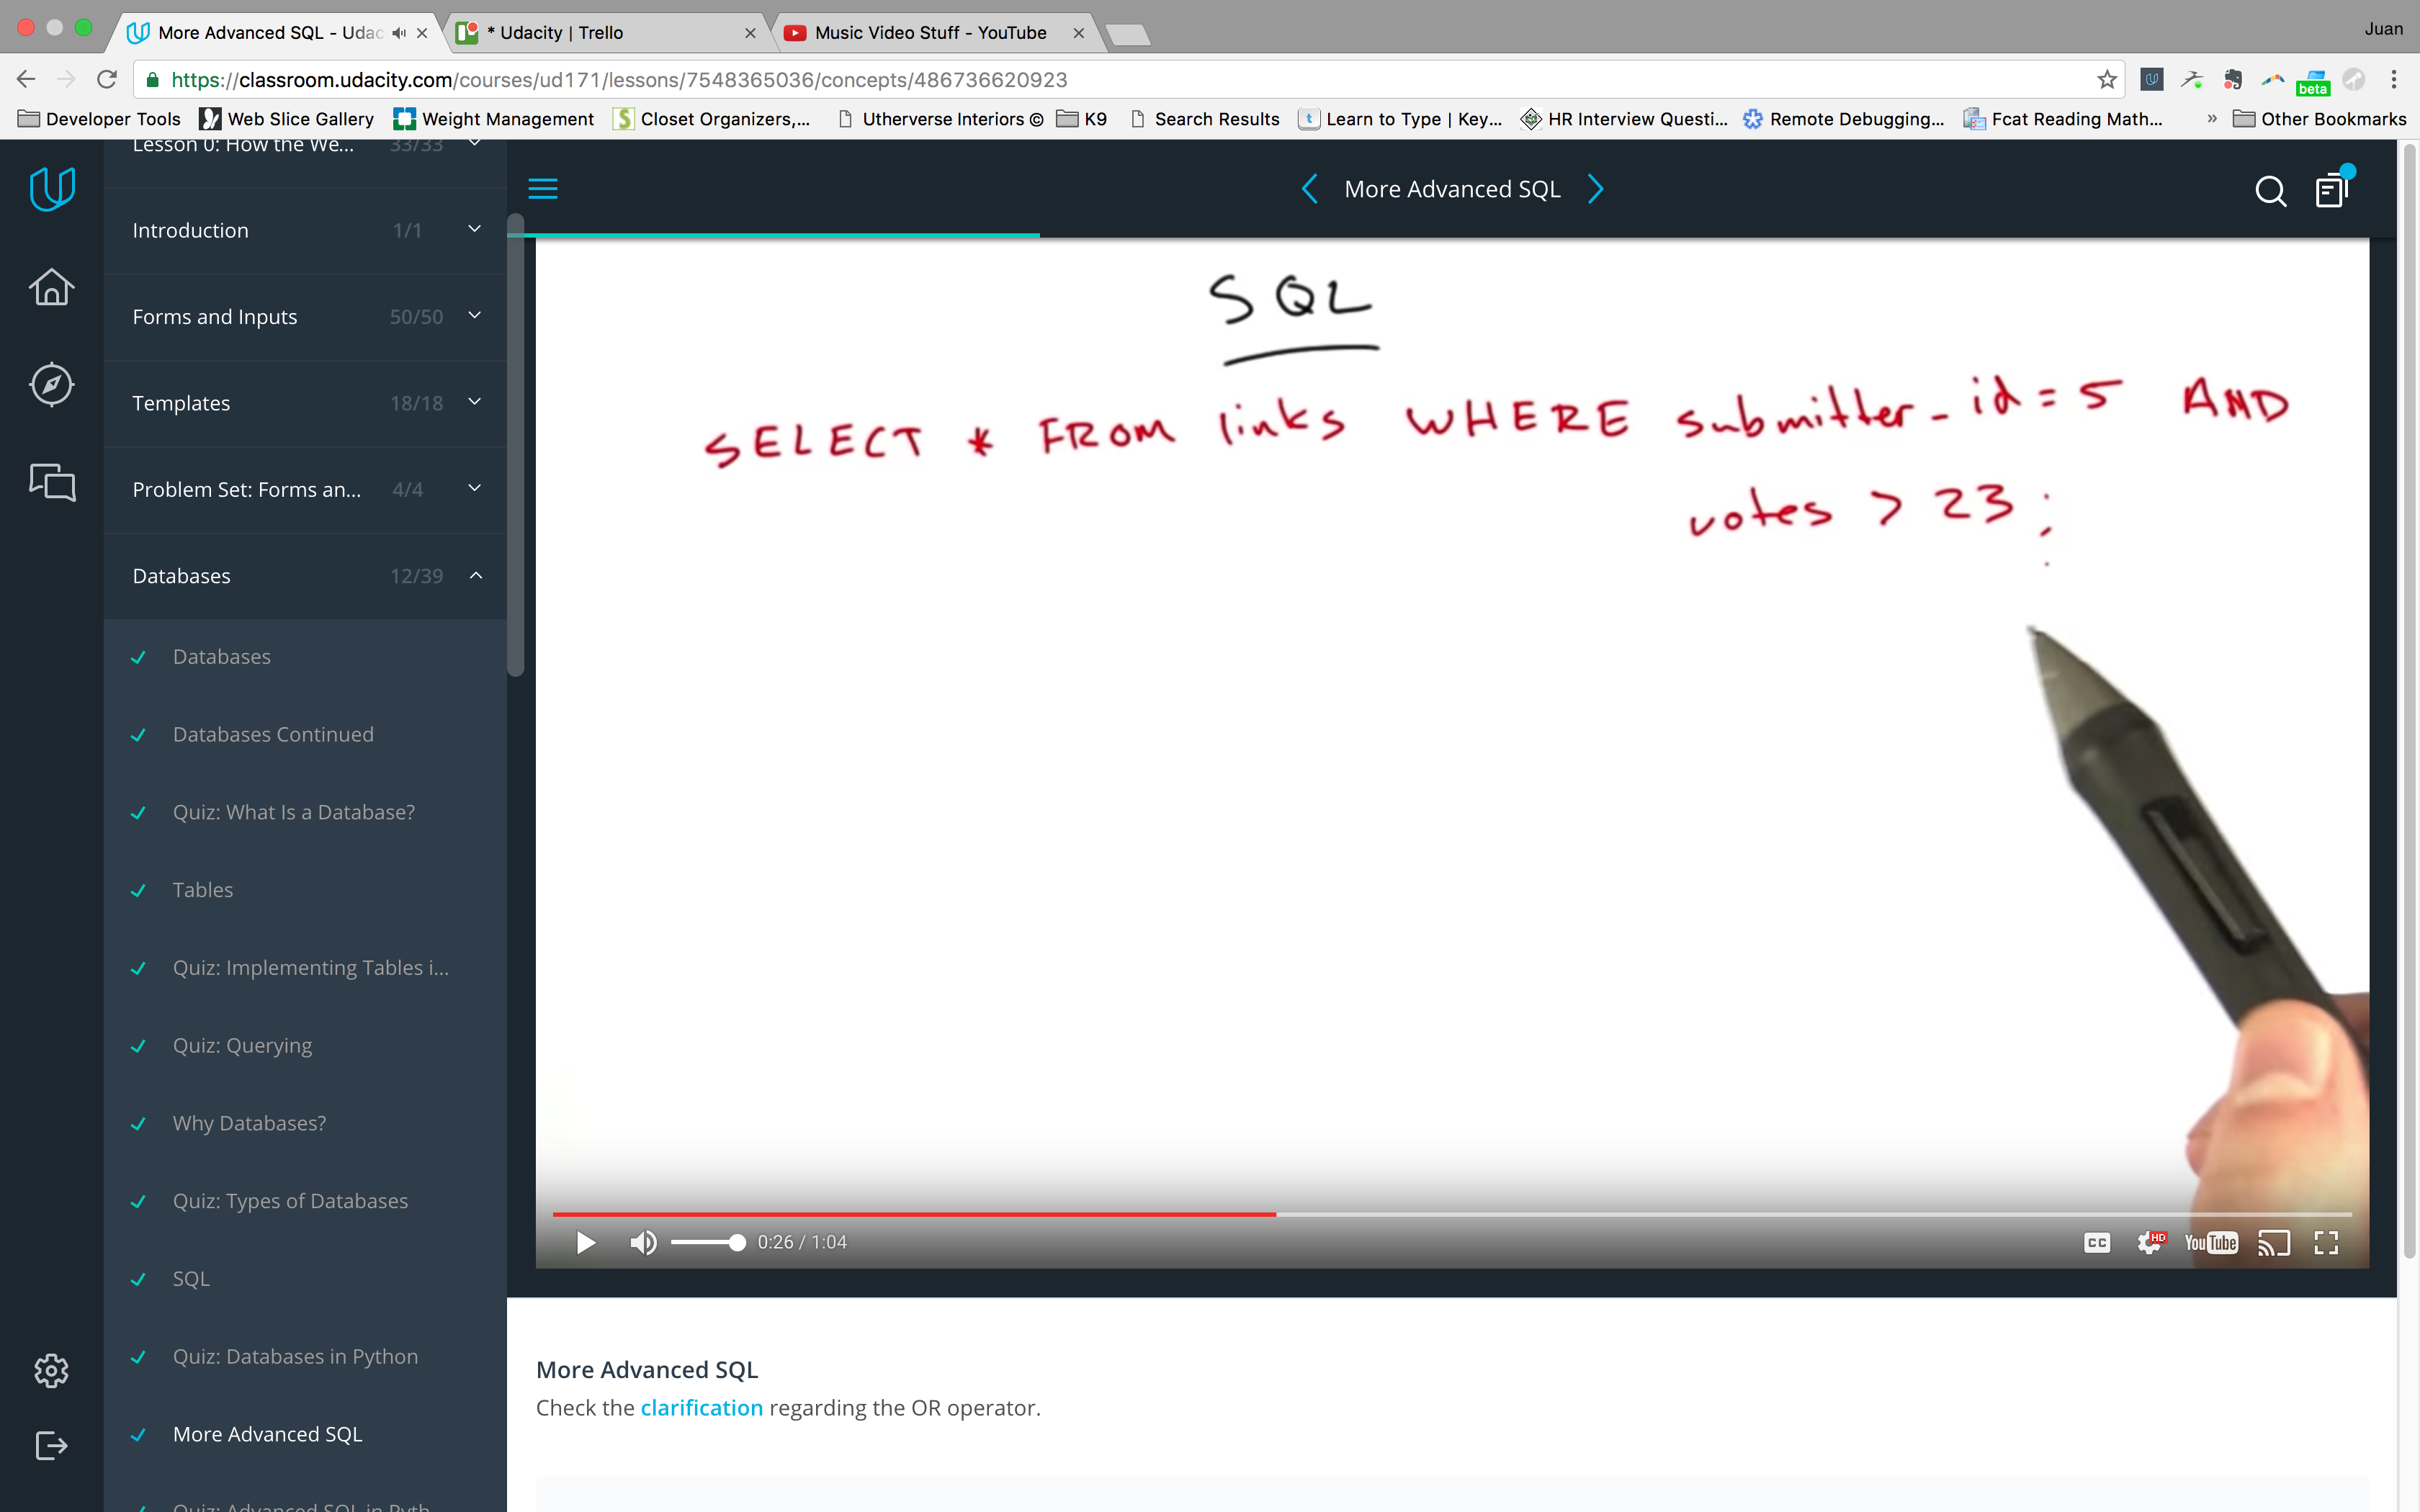 More Advanced SQL - Udac
* Udacity | Trello
Music Video Stuff - YouTube
Juan
https://classroom.udacity.com/courses/ud171/lessons/7548365036/concepts/486736620923
beta
Developer Tools
Web Slice Gallery
Weight Management
S Closet Organizers,...
Utherverse Interiors ©
K9
Search Results
t Learn to Type | Key...
HR Interview Questi...
Remote Debugging...
Fcat Reading Math...
» Other Bookmarks
Lesson 0: How the We... 33/33
Introduction 1/1
Forms and Inputs 50/50
Templates 18/18
Problem Set: Forms an... 4/4
Databases 12/39
Databases
Databases Continued
Quiz: What Is a Database?
Tables
Quiz: Implementing Tables i...
Quiz: Querying
Why Databases?
Quiz: Types of Databases
SQL
Quiz: Databases in Python
More Advanced SQL
Quiz: Advanced SQL in Pyth...
More Advanced SQL
SQL
SELECT * FROM links WHERE submitter_id = 5 AND
votes > 23;
0:26 / 1:04
CC
HD
YouTube
More Advanced SQL
Check the clarification regarding the OR operator.